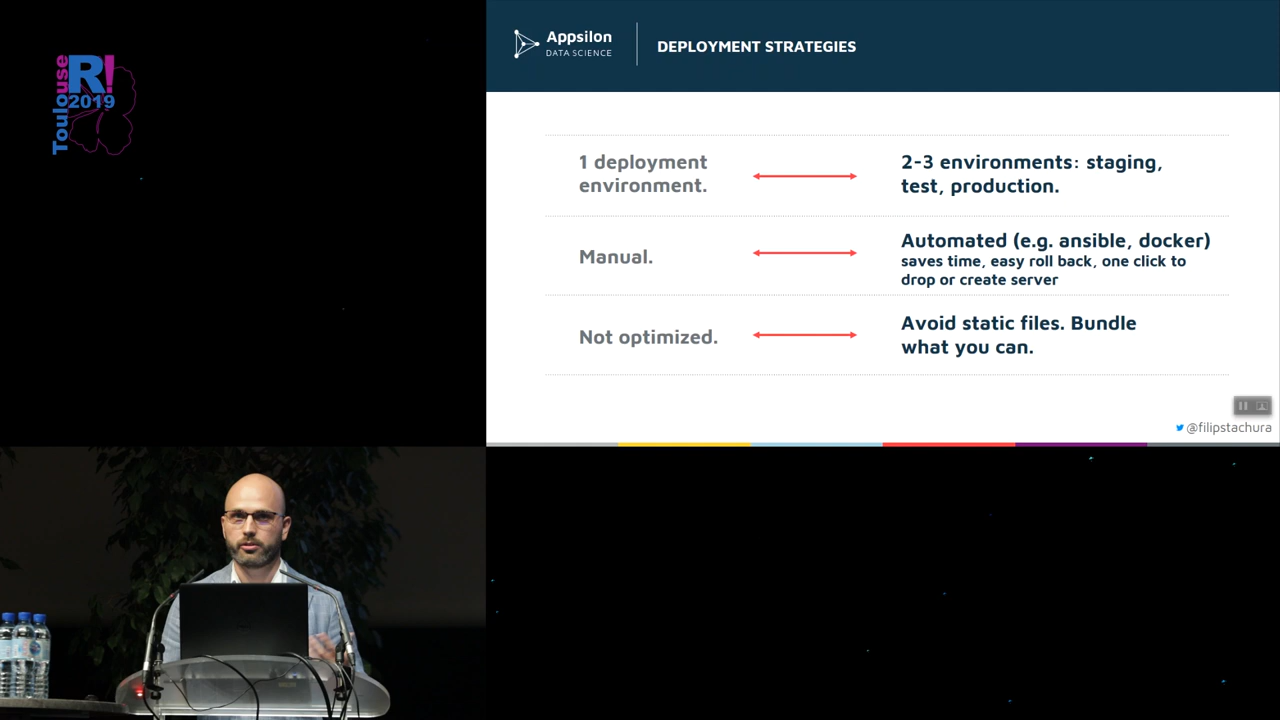 Toulouse
R!
2019
Appsilon
DATA SCIENCE
DEPLOYMENT STRATEGIES
1 deployment
environment.
2-3 environments: staging,
test, production.
Manual.
Automated (e.g. ansible, docker)
saves time, easy roll back, one click to
drop or create server
Not optimized.
Avoid static files. Bundle
what you can.
@filipstachura